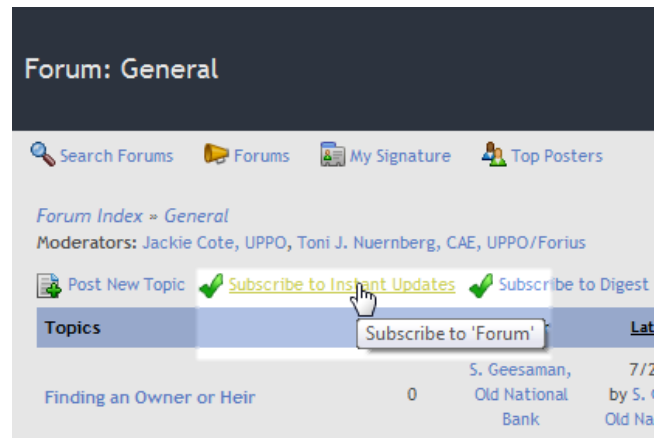 Forum: General
Search Forums Forums My Signature Top Posters
Forum Index » General
Moderators: Jackie Cote, UPPO, Toni J. Nuernberg, CAE, UPPO/Forius
Post New Topic Subscribe to Instant Updates Subscribe to Digest
Topics
Subscribe to 'Forum'
Finding an Owner or Heir 0 S. Geesaman,
Old National by S.
Bank